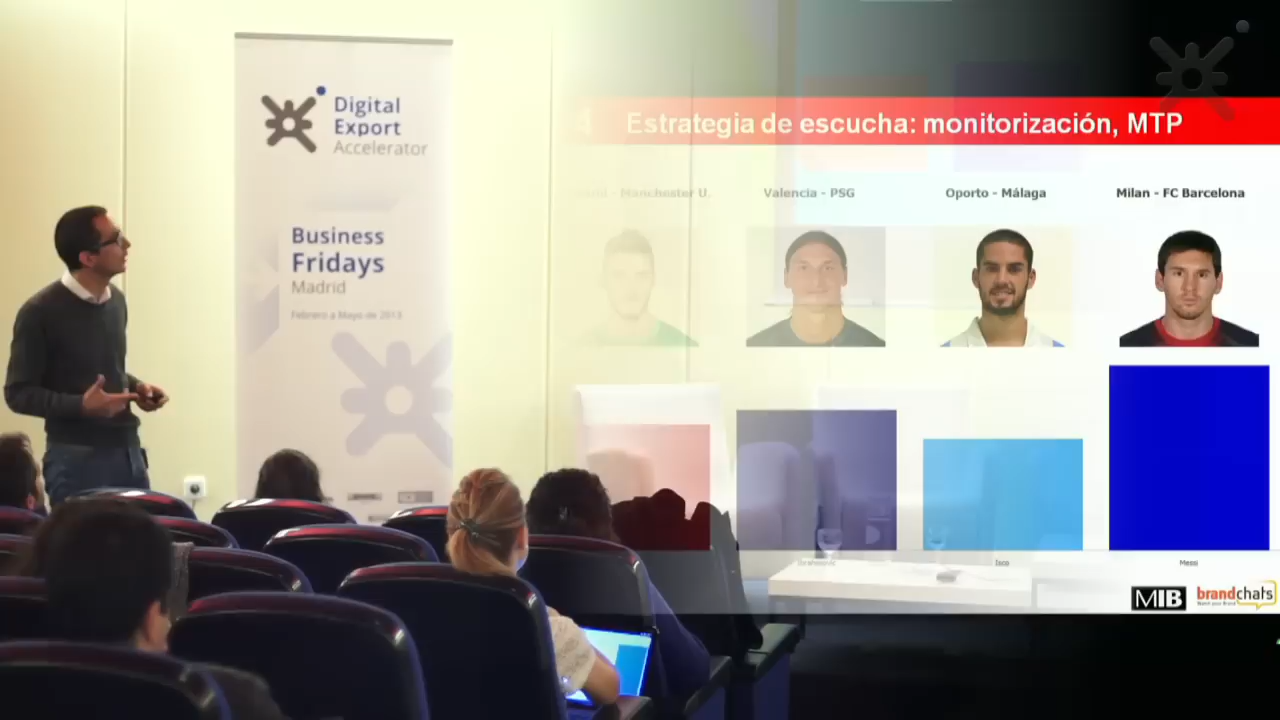 Digital
Export
Accelerator
Business
Fridays
Madrid
Febrero a Mayo de 2013
4 Estrategia de escucha: monitorización, MTP
- Manchester U.
Valencia - PSG
Oporto - Málaga
Milan - FC Barcelona
Isco
Messi
MIB
brandchats